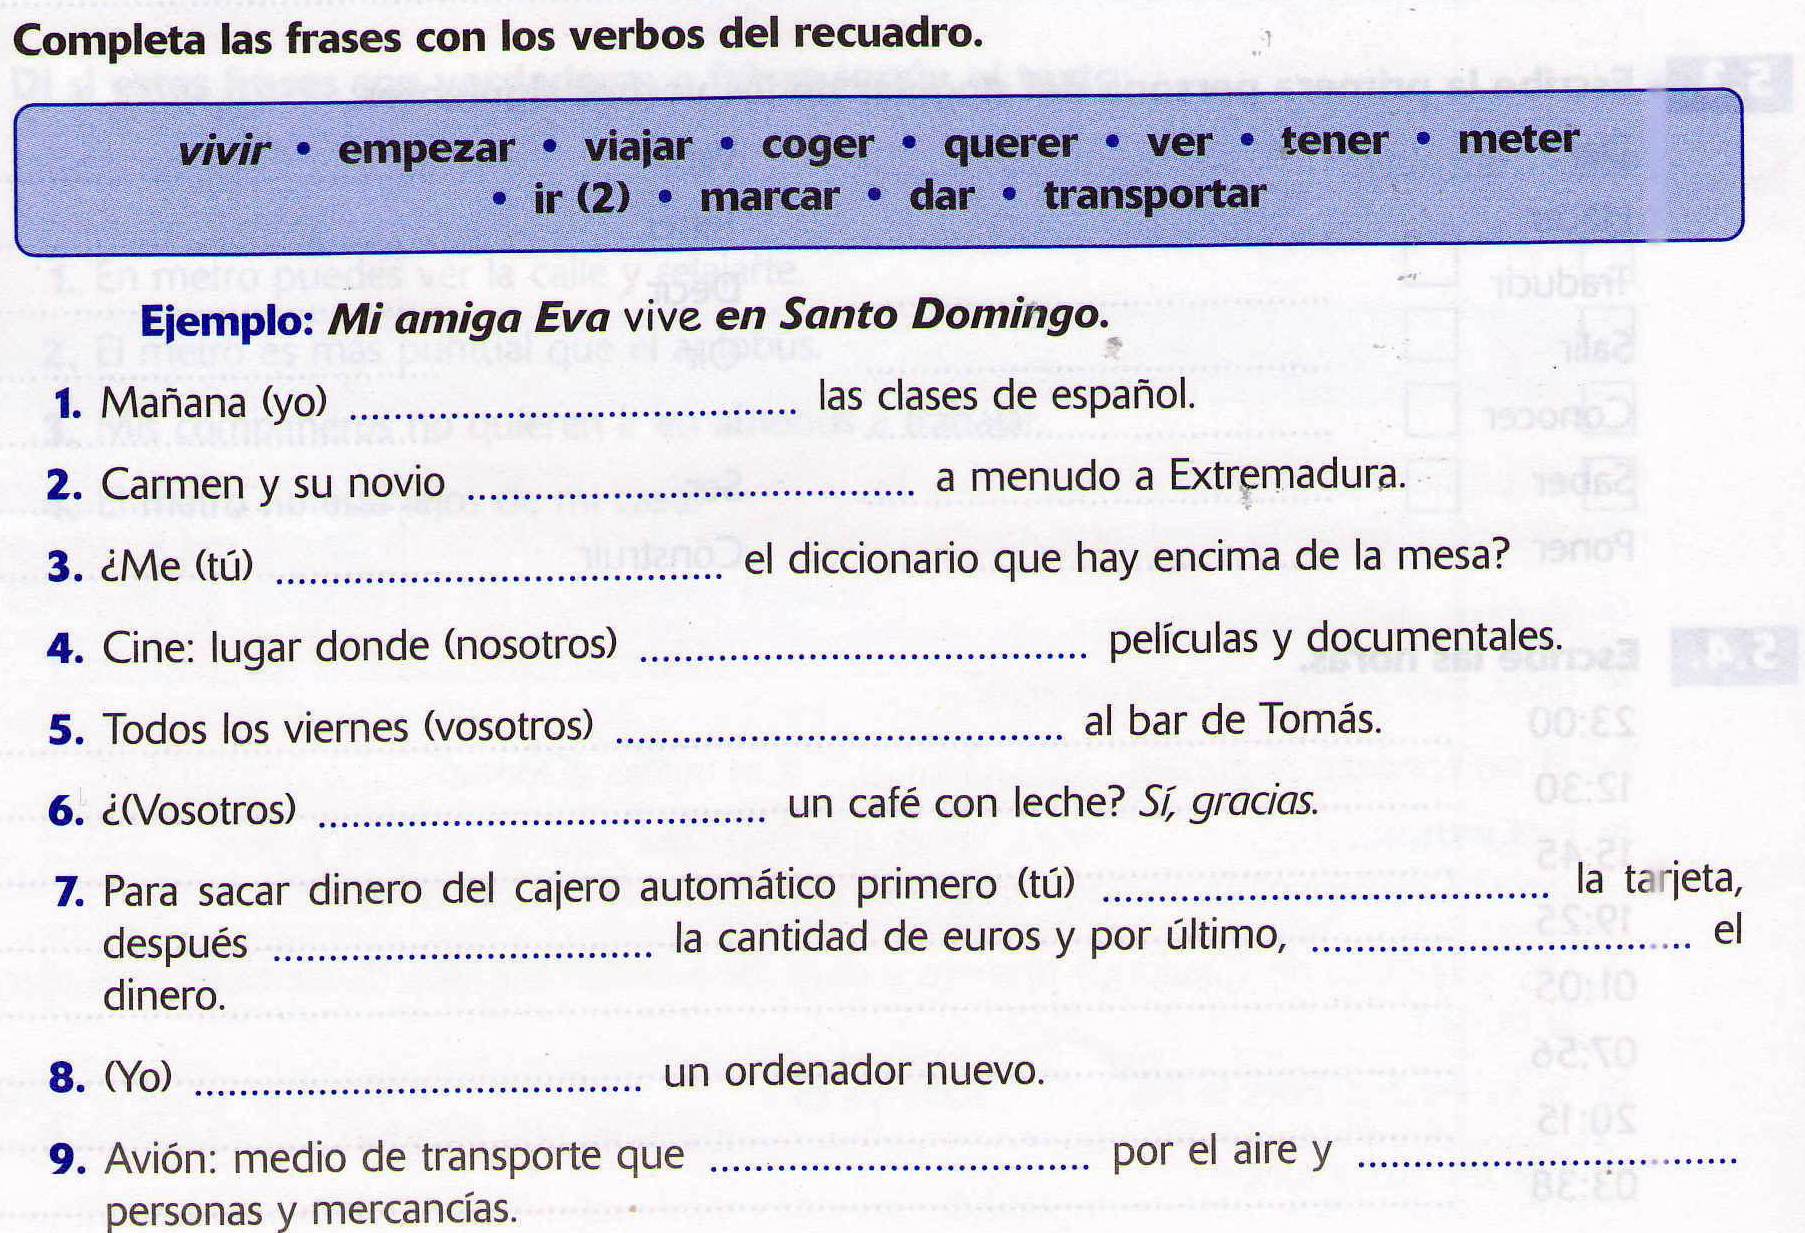 Completa las frases con los verbos del recuadro.
vivir • empezar • viajar • coger • querer • ver • tener • meter
• ir (2) • marcar • dar • transportar
Ejemplo: Mi amiga Eva vive en Santo Domingo.
1. Mañana (yo) ........................................ las clases de español.
2. Carmen y su novio ........................................ a menudo a Extremadura.
3. ¿Me (tú) ........................................ el diccionario que hay encima de la mesa?
4. Cine: lugar donde (nosotros) ........................................ películas y documentales.
5. Todos los viernes (vosotros) ........................................ al bar de Tomás.
6. ¿(Vosotros) ........................................ un café con leche? Sí, gracias.
7. Para sacar dinero del cajero automático primero (tú) ........................................ la tarjeta,
después .................................. la cantidad de euros y por último, .................................. el
dinero.
8. (Yo) ........................................ un ordenador nuevo.
9. Avión: medio de transporte que .................................. por el aire y ..................................
personas y mercancías.